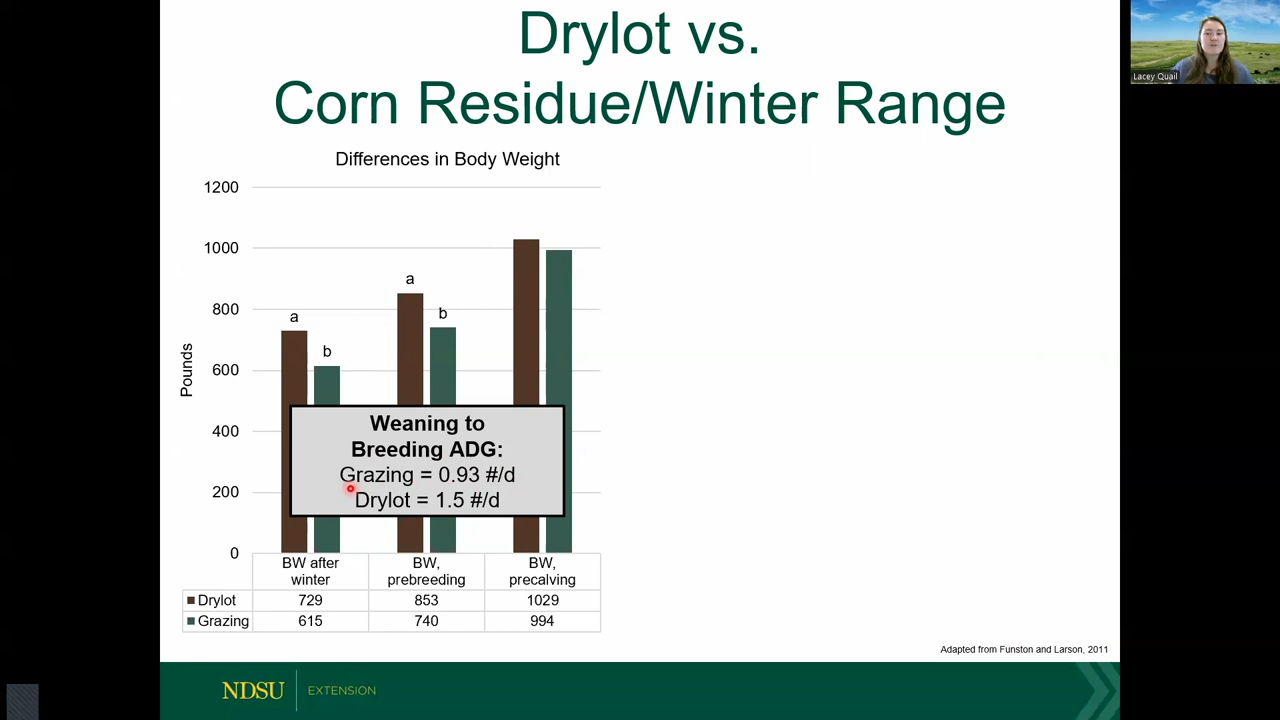 Drylot vs.
Corn Residue/Winter Range
Lacey Quail
Differences in Body Weight
1200
1000
800
600
400
200
0
Pounds
a
b
a
b
Weaning to
Breeding ADG:
Grazing = 0.93 #/d
Drylot = 1.5 #/d
BW after winter BW, prebreeding BW, precalving
Drylot 729 853 1029
Grazing 615 740 994
Adapted from Funston and Larson, 2011
NDSU EXTENSION